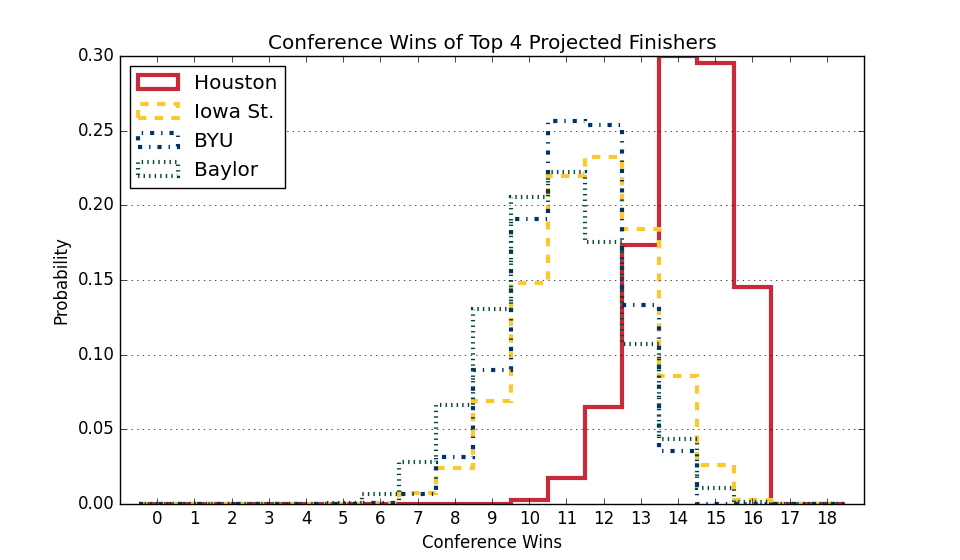 Conference Wins of Top 4 Projected Finishers
0.30
0.25
0.20
0.15
0.10
0.05
0.00
Probability
Houston
Iowa St.
BYU
Baylor
0 1 2 3 4 5 6 7 8 9 10 11 12 13 14 15 16 17 18
Conference Wins